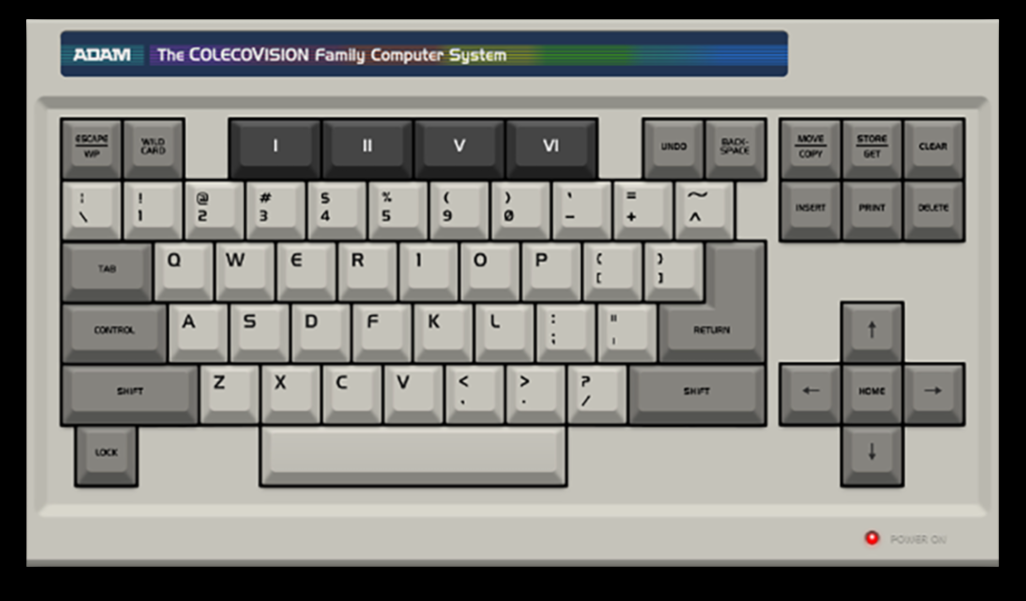 ADAM The COLECOVISION Family Computer System
ESCAPE WP WILD CARD I II V VI UNDO BACK-SPACE MOVE COPY STORE GET CLEAR
¦ \ ! 1 @ 2 # 3 $ 4 % 5 ( 9 ) 0 ` - = + ~ ^ INSERT PRINT DELETE
TAB Q W E R I O P { [ } ]
CONTROL A S D F K L : ; " ' RETURN ↑
SHIFT Z X C V < , > . ? / SHIFT ← HOME →
LOCK ↓
POWER ON